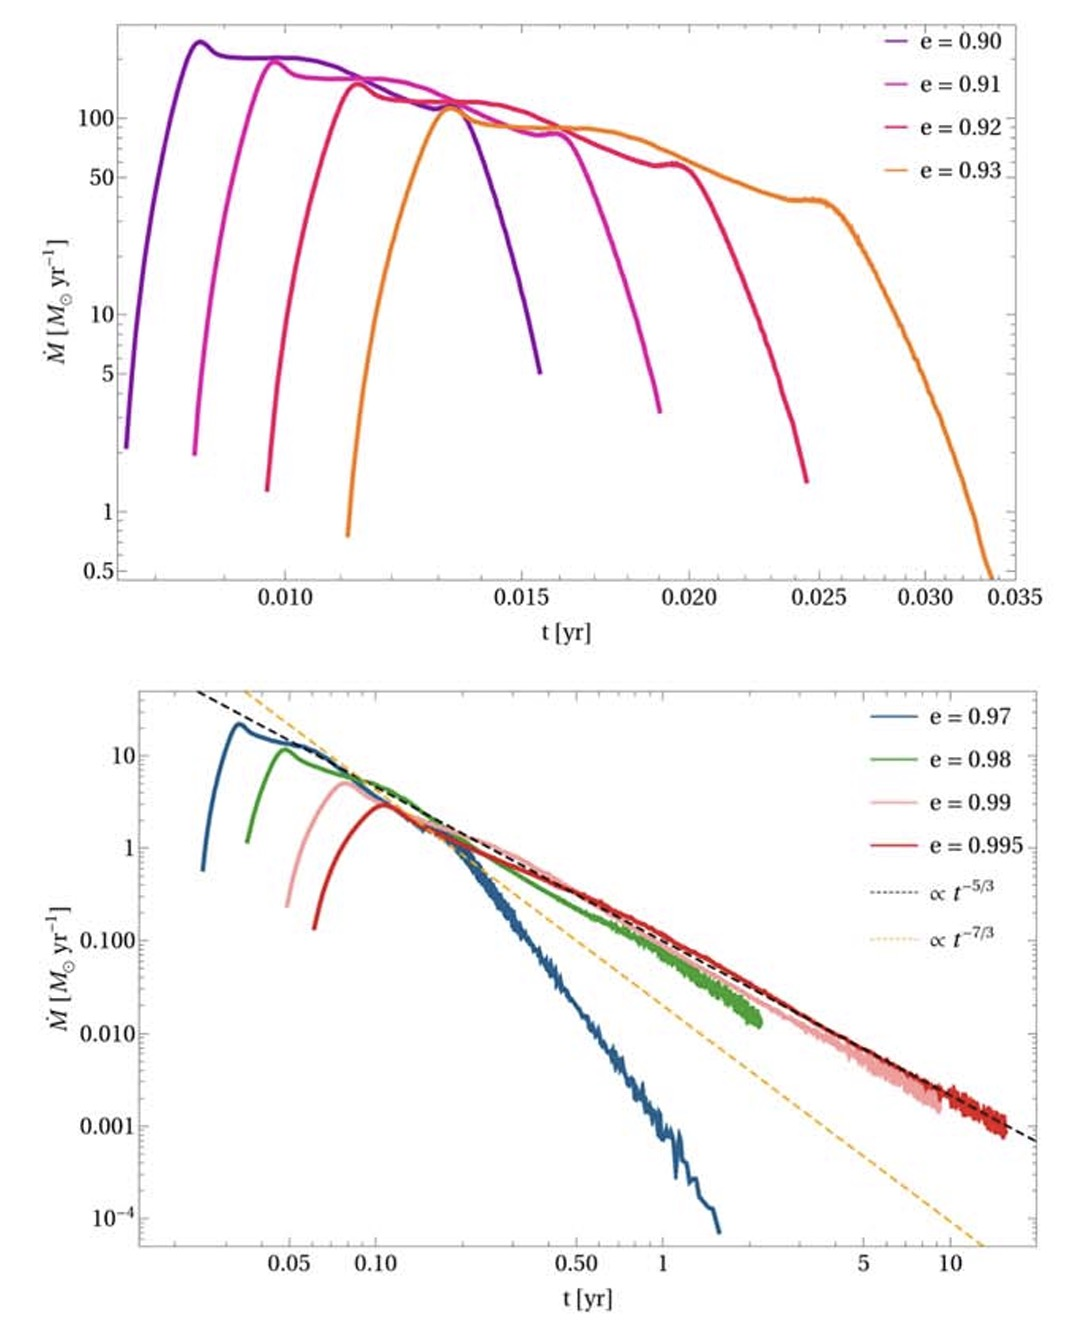 e = 0.90
e = 0.91
e = 0.92
e = 0.93
100
50
10
5
1
0.5
Ṁ [M⊙ yr⁻¹]
0.010 0.015 0.020 0.025 0.030 0.035
t [yr]
e = 0.97
e = 0.98
e = 0.99
e = 0.995
∝ t⁻⁵/³
∝ t⁻⁷/³
10
1
0.100
0.010
0.001
10⁻⁴
Ṁ [M⊙ yr⁻¹]
0.05 0.10 0.50 1 5 10
t [yr]